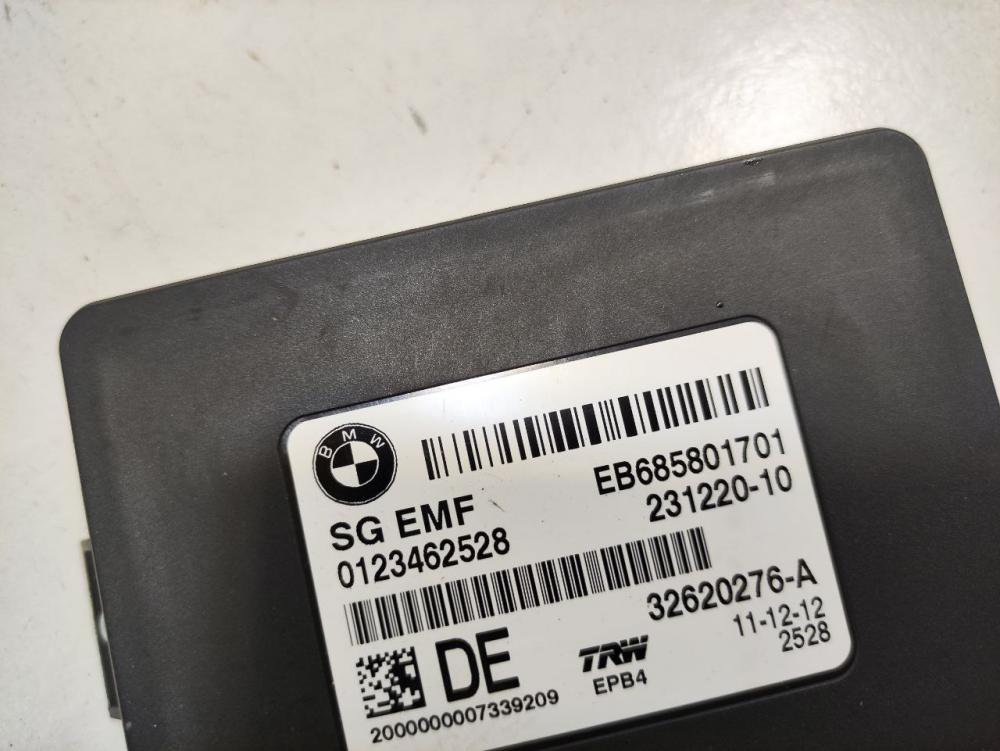 BMW
EB685801701
SG EMF
231220-10
0123462528
32620276-A
11-12-12
2528
DE
TRW
EPB4
2000000007339209